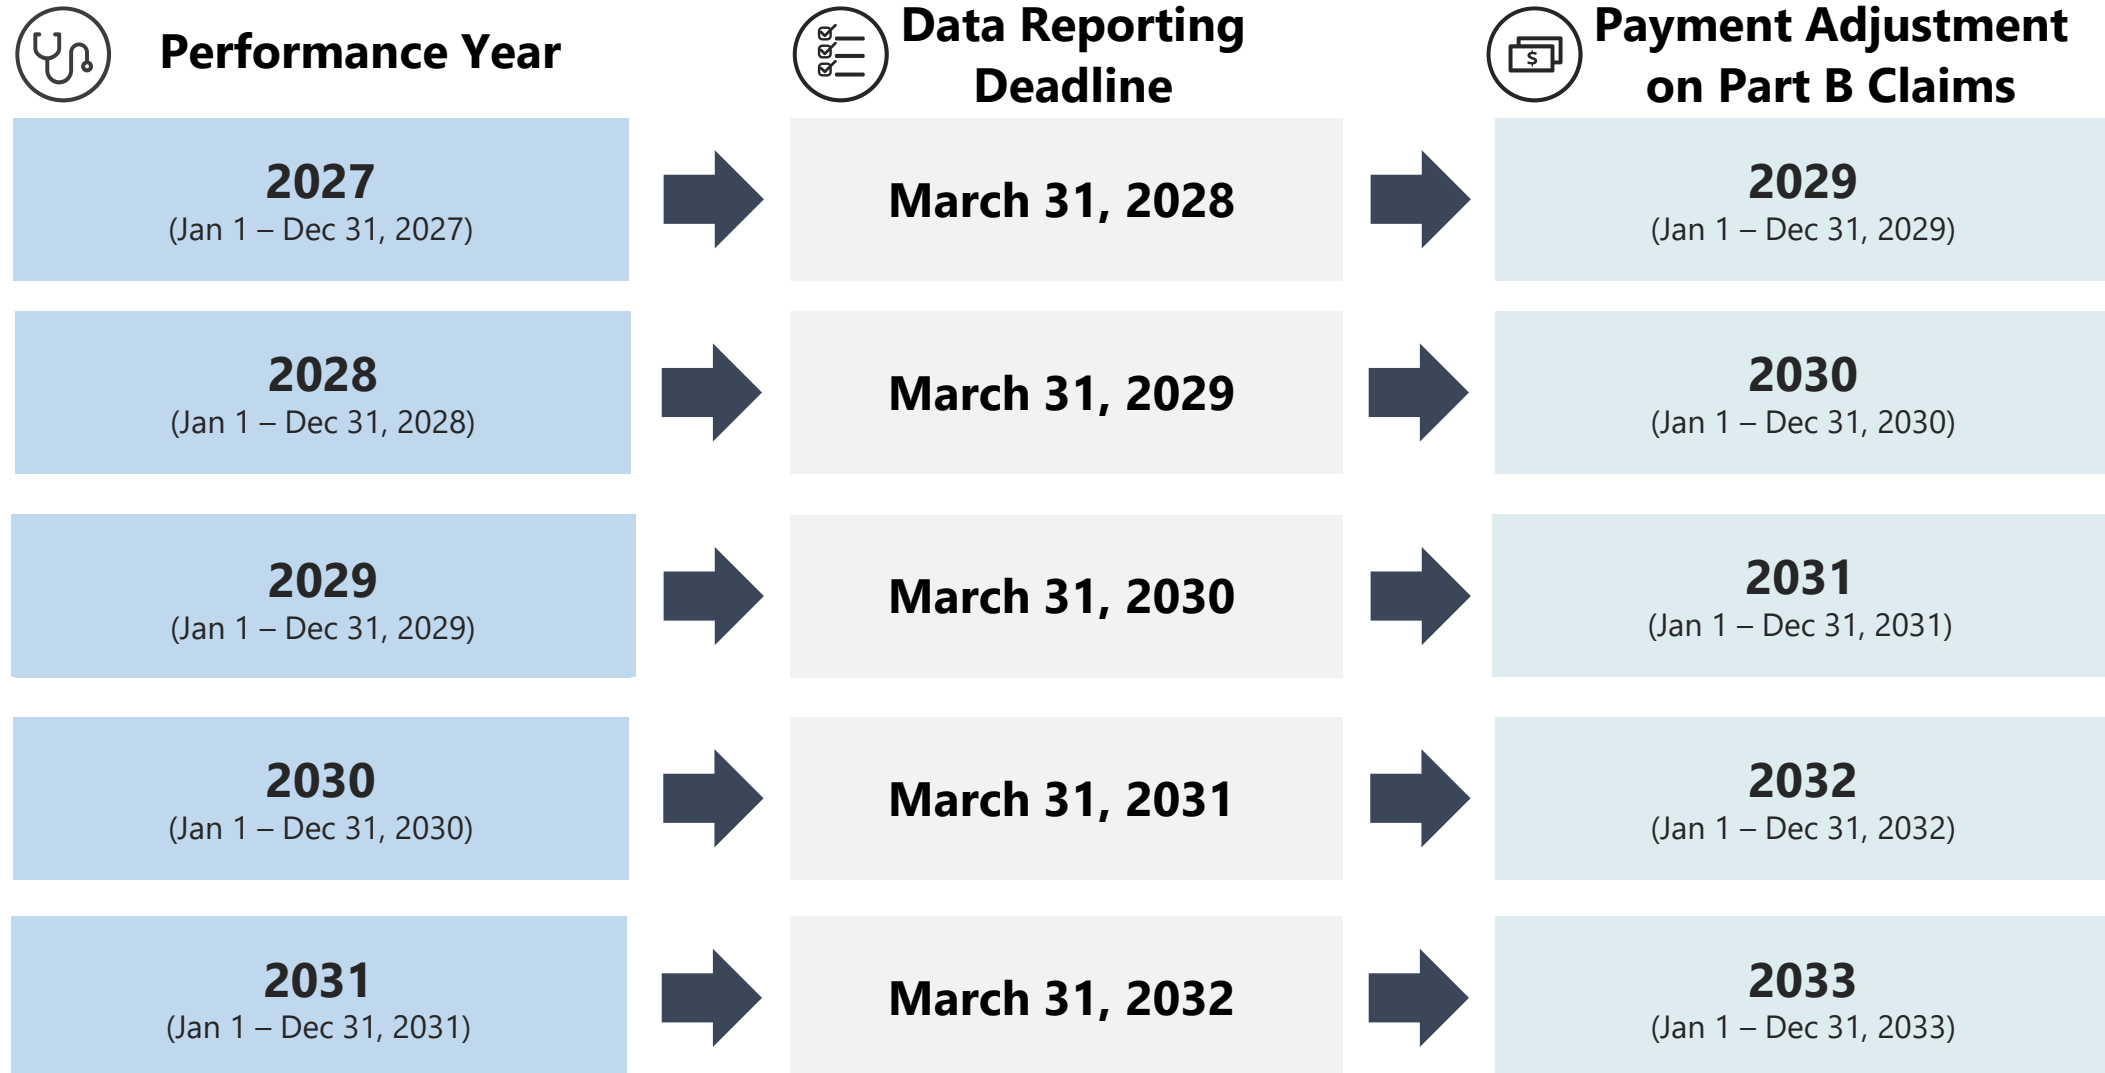 Performance Year
Data Reporting
Deadline
Payment Adjustment
on Part B Claims
$
2027
(Jan 1 – Dec 31, 2027)
March 31, 2028
2029
(Jan 1 – Dec 31, 2029)
2028
(Jan 1 – Dec 31, 2028)
March 31, 2029
2030
(Jan 1 – Dec 31, 2030)
2029
(Jan 1 – Dec 31, 2029)
March 31, 2030
2031
(Jan 1 – Dec 31, 2031)
2030
(Jan 1 – Dec 31, 2030)
March 31, 2031
2032
(Jan 1 – Dec 31, 2032)
2031
(Jan 1 – Dec 31, 2031)
March 31, 2032
2033
(Jan 1 – Dec 31, 2033)